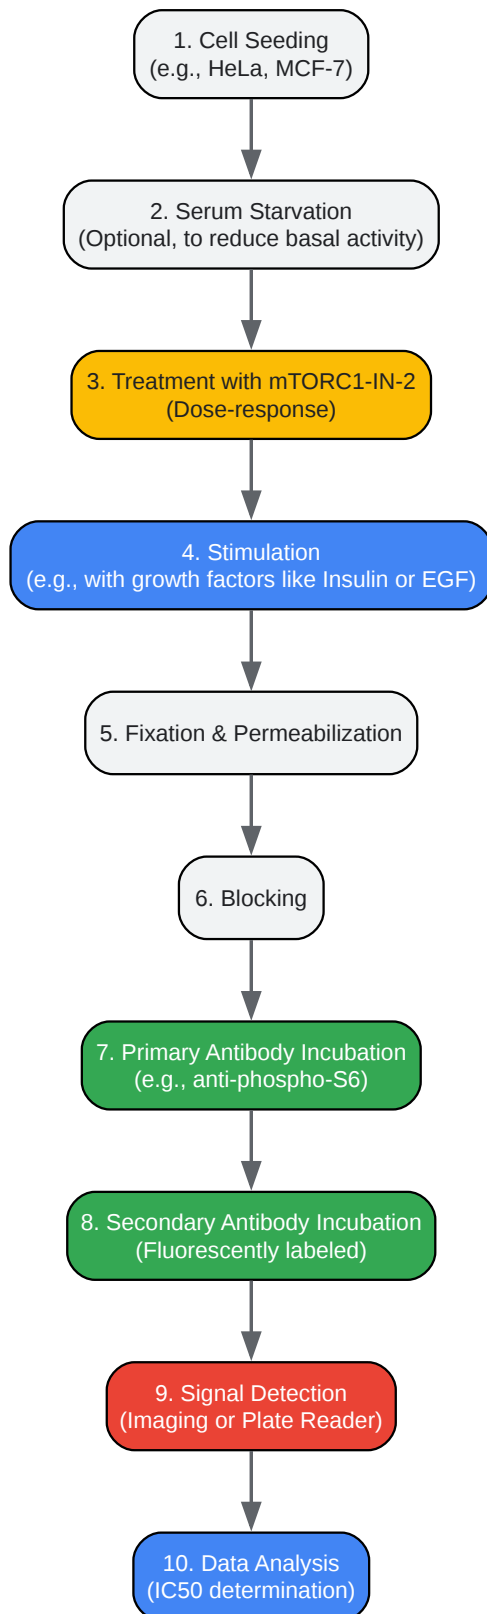 1. Cell Seeding
(e.g., HeLa, MCF-7)
2. Serum Starvation
(Optional, to reduce basal activity)
3. Treatment with mTORC1-IN-2
(Dose-response)
4. Stimulation
(e.g., with growth factors like Insulin or EGF)
5. Fixation & Permeabilization
6. Blocking
7. Primary Antibody Incubation
(e.g., anti-phospho-S6)
8. Secondary Antibody Incubation
(Fluorescently labeled)
9. Signal Detection
(Imaging or Plate Reader)
10. Data Analysis
(IC50 determination)